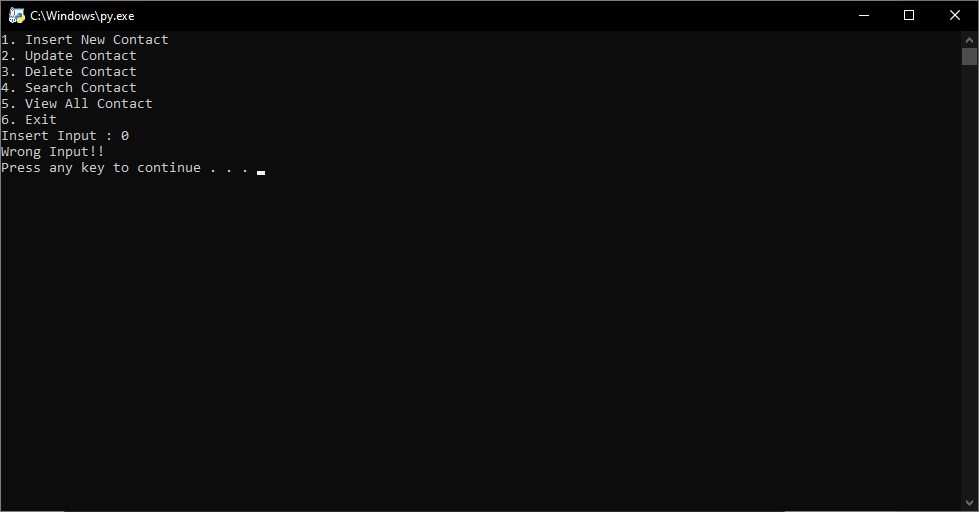 C:\Windows\py.exe
1. Insert New Contact
2. Update Contact
3. Delete Contact
4. Search Contact
5. View All Contact
6. Exit
Insert Input : 0
Wrong Input!!
Press any key to continue . . .